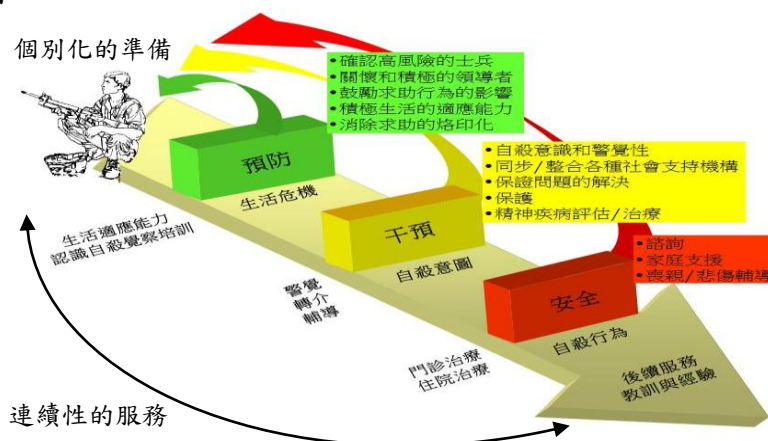 個別化的準備
•確認高風險的士兵
•關懷和積極的領導者
•鼓勵求助行為的影響
•積極生活的適應能力
•消除求助的烙印化
預防
生活危機
生活適應能力
認識自殺覺察培訓
•自殺意識和警覺性
•同步/整合各種社會支持機構
•保證問題的解決
•保護
•精神疾病評估/治療
干預
自殺意圖
警覺
轉介
輔導
•諮詢
•家庭支援
•喪親/悲傷輔導
安全
自殺行為
門診治療
住院治療
後續服務
教訓與經驗
連續性的服務